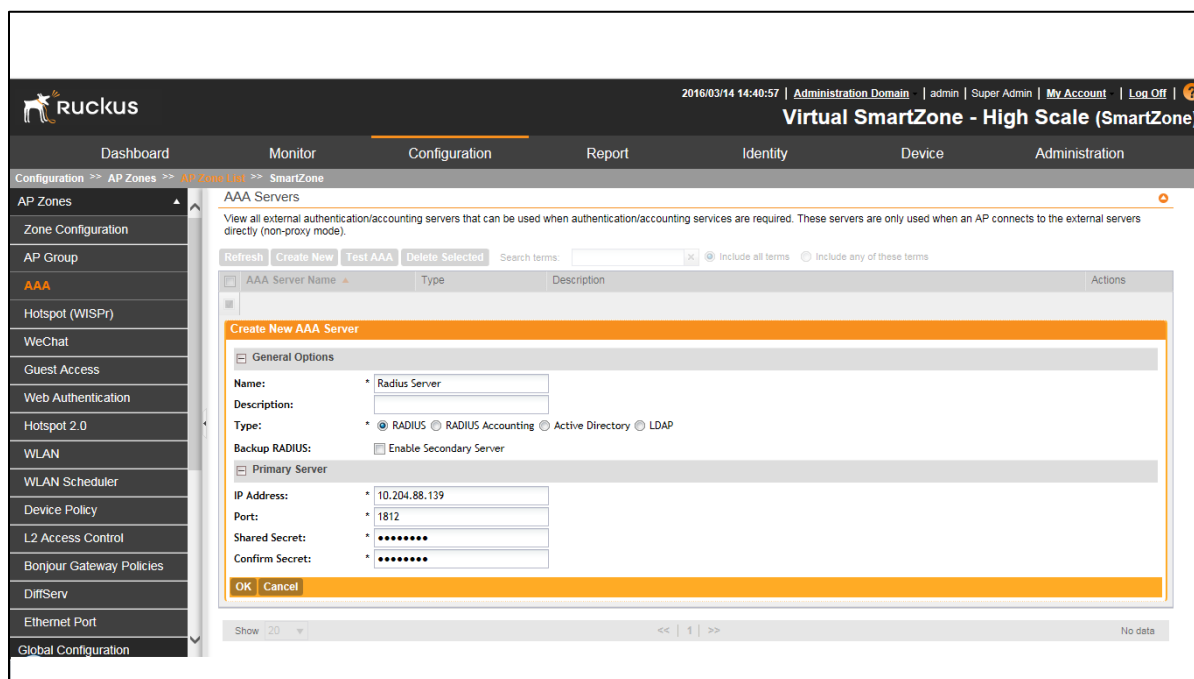 Ruckus
2016/03/14 14:40:57 | Administration Domain | admin | Super Admin | My Account | Log Off | ?
Virtual SmartZone - High Scale (SmartZone)
Dashboard Monitor Configuration Report Identity Device Administration
Configuration >> AP Zones >> AP Zone List >> SmartZone
AP Zones
Zone Configuration
AP Group
AAA
Hotspot (WISPr)
WeChat
Guest Access
Web Authentication
Hotspot 2.0
WLAN
WLAN Scheduler
Device Policy
L2 Access Control
Bonjour Gateway Policies
DiffServ
Ethernet Port
Global Configuration
AAA Servers
View all external authentication/accounting servers that can be used when authentication/accounting services are required. These servers are only used when an AP connects to the external servers
directly (non-proxy mode).
Refresh Create New Test AAA Delete Selected Search terms: x Include all terms Include any of these terms
AAA Server Name Type Description Actions
Create New AAA Server
General Options
Name: * Radius Server
Description:
Type: * RADIUS RADIUS Accounting Active Directory LDAP
Backup RADIUS: Enable Secondary Server
Primary Server
IP Address: * 10.204.88.139
Port: * 1812
Shared Secret: * ••••••••
Confirm Secret: * ••••••••
OK Cancel
Show 20 << | 1 | >> No data